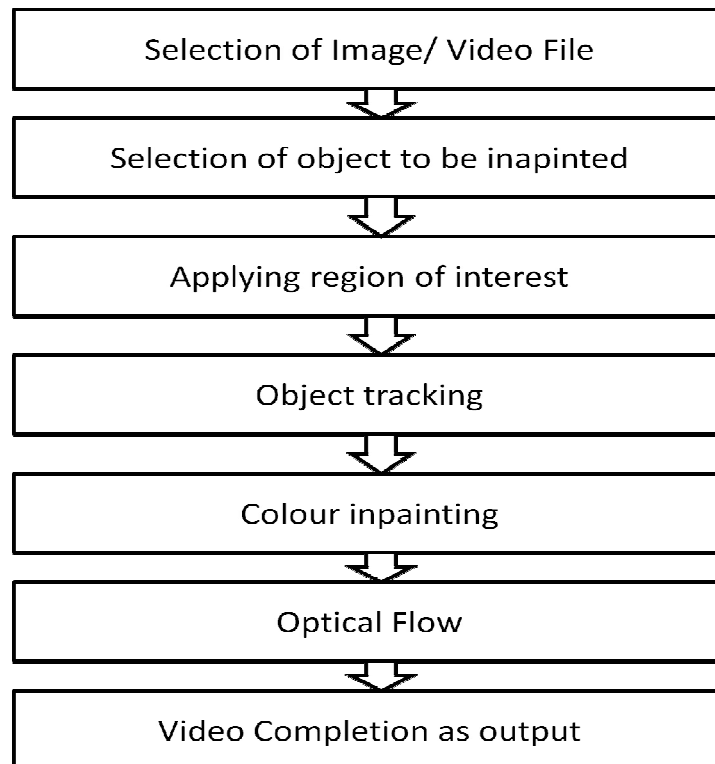 Selection of Image/ Video File
Selection of object to be inapinted
Applying region of interest
Object tracking
Colour inpainting
Optical Flow
Video Completion as output